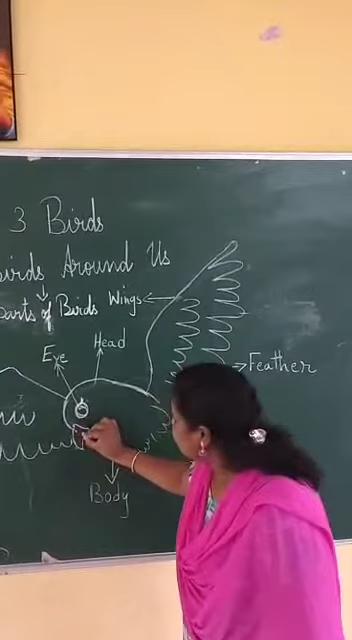 3 Birds
Birds Around Us
Parts of Birds
Wings
Eye
Head
Feather
Body